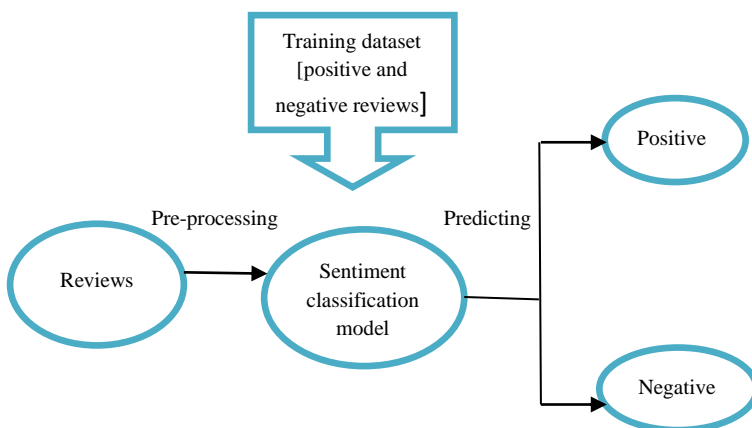 Training dataset
[positive and
negative reviews]
Positive
Pre-processing
Predicting
Reviews
Sentiment
classification
model
Negative